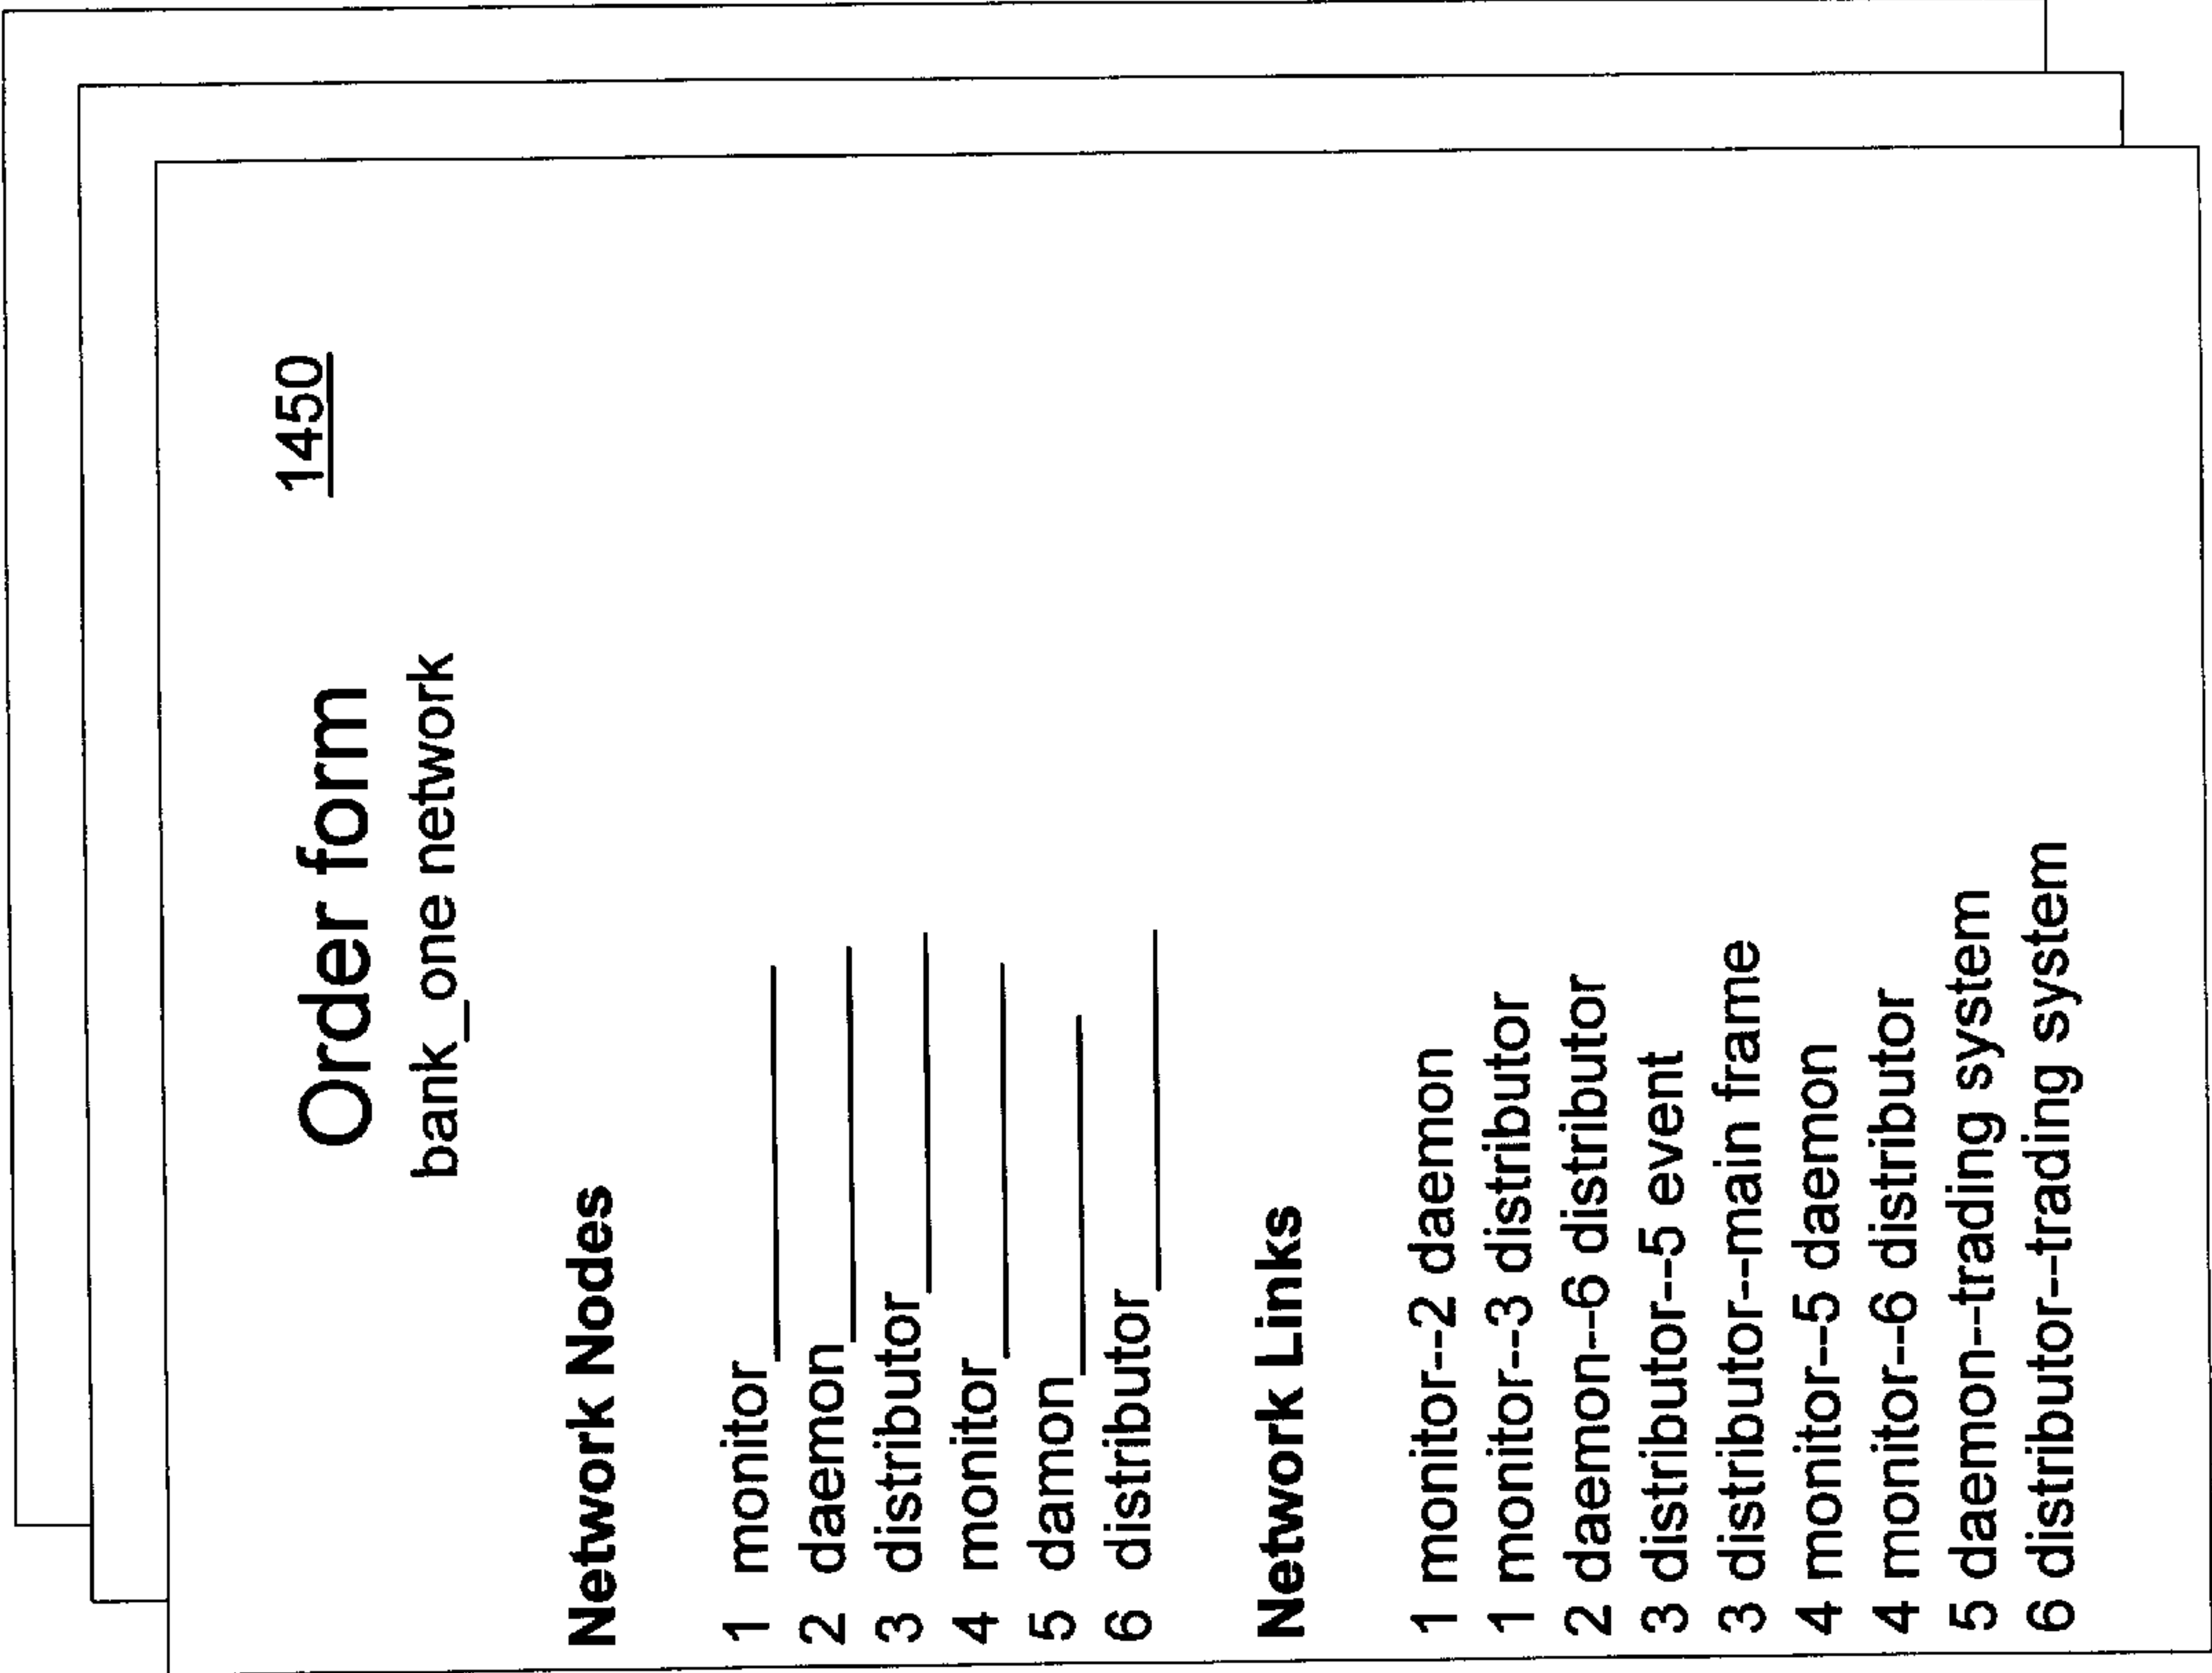 1450
Order form
bank_one network
Network Nodes
1 monitor
2 daemon
3 distributor
4 monitor
5 damon
6 distributor
Network Links
1 monitor--2 daemon
1 monitor--3 distributor
2 daemon--6 distributor
3 distributor--5 event
3 distributor--main frame
4 monitor--5 daemon
4 monitor--6 distributor
5 daemon--trading system
6 distributor--trading system